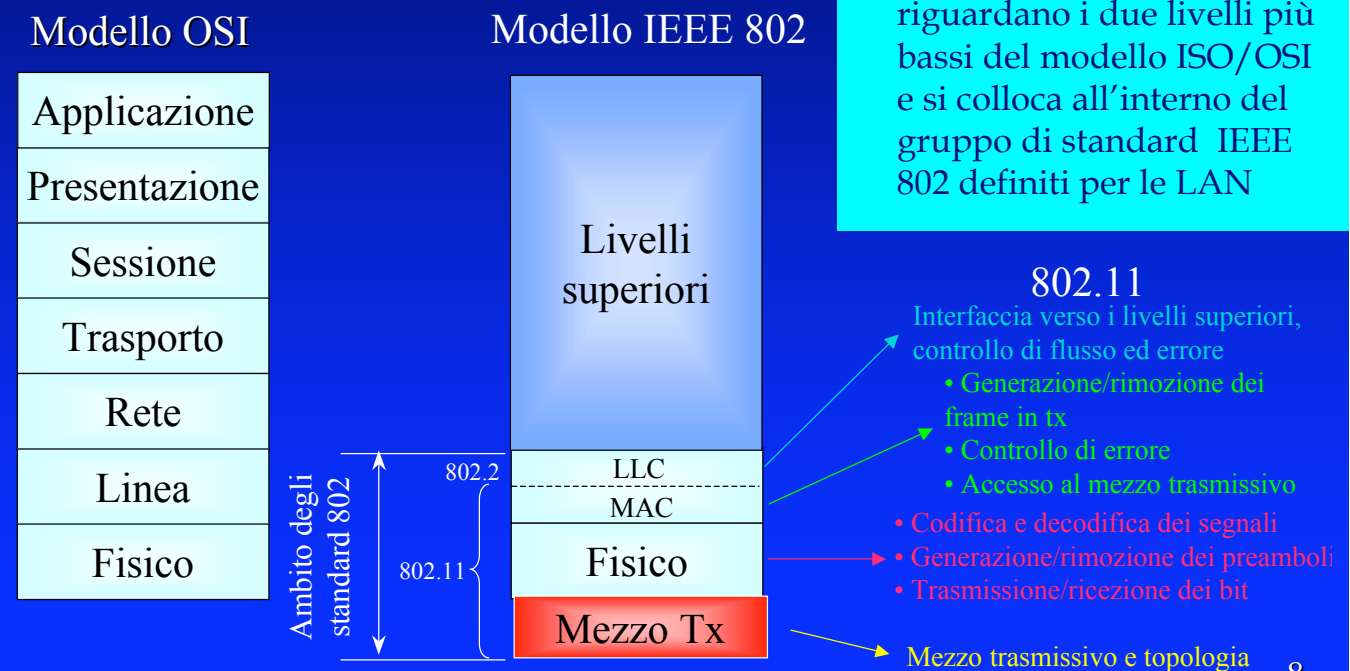 Modello OSI
Applicazione
Presentazione
Sessione
Trasporto
Rete
Linea
Fisico
Modello IEEE 802
Livelli
superiori
LLC
MAC
Fisico
Mezzo Tx
Ambito degli
standard 802
802.2
802.11
riguardano i due livelli più
bassi del modello ISO/OSI
e si colloca all'interno del
gruppo di standard IEEE
802 definiti per le LAN
802.11
Interfaccia verso i livelli superiori,
controllo di flusso ed errore
• Generazione/rimozione dei
frame in tx
• Controllo di errore
• Accesso al mezzo trasmissivo
• Codifica e decodifica dei segnali
• Generazione/rimozione dei preamboli
• Trasmissione/ricezione dei bit
Mezzo trasmissivo e topologia